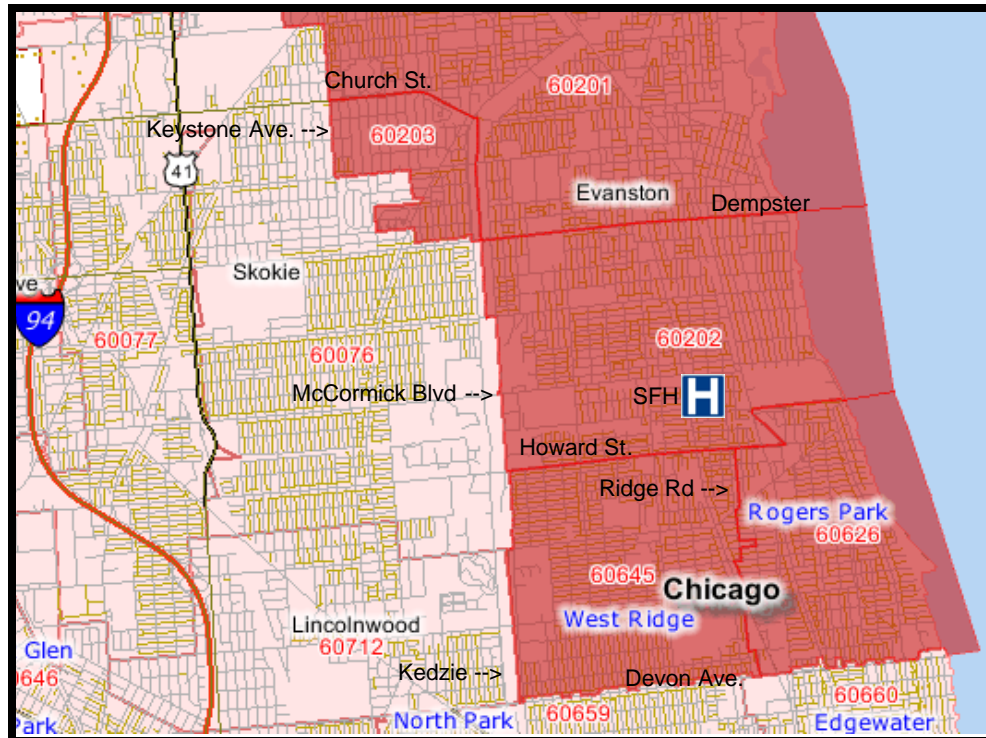 Church St.
60201
Keystone Ave. -->
60203
41
Evanston
Dempster
Skokie
ve
94
60077
60076
60202
McCormick Blvd -->
SFH
H
Howard St.
Ridge Rd -->
Rogers Park
60626
60645
Chicago
West Ridge
Lincolnwood
60712
Glen
0646
Kedzie -->
Devon Ave.
60660
60659
North Park
Edgewater
Park